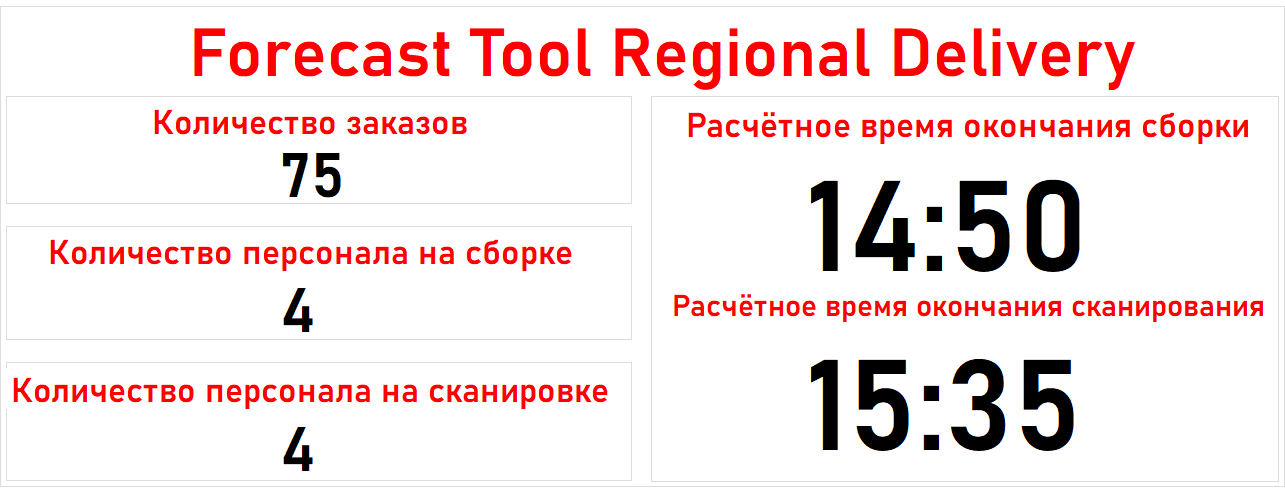 Forecast Tool Regional Delivery
Количество заказов
75
Количество персонала на сборке
4
Количество персонала на сканировке
4
Расчётное время окончания сборки
14:50
Расчётное время окончания сканирования
15:35